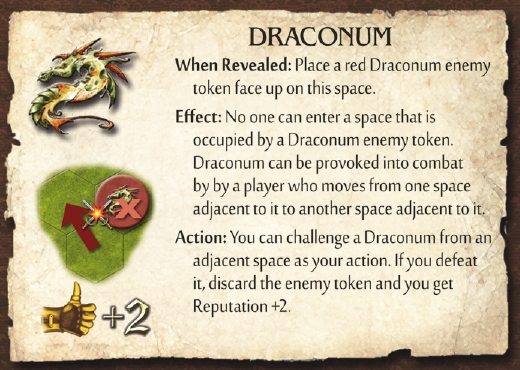 DRACONUM
When Revealed: Place a red Draconum enemy
token face up on this space.
Effect: No one can enter a space that is
occupied by a Draconum enemy token.
Draconum can be provoked into combat
by by a player who moves from one space
adjacent to it to another space adjacent to it.
Action: You can challenge a Draconum from an
adjacent space as your action. If you defeat
it, discard the enemy token and you get
Reputation +2.
+2